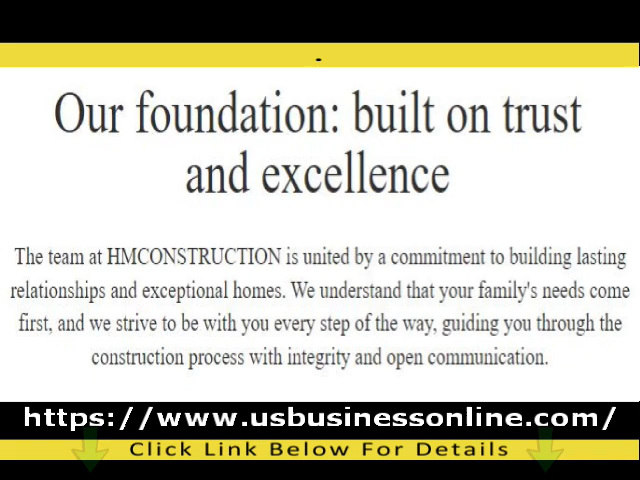 -
Our foundation: built on trust
and excellence
The team at HMCONSTRUCTION is united by a commitment to building lasting
relationships and exceptional homes. We understand that your family's needs come
first, and we strive to be with you every step of the way, guiding you through the
construction process with integrity and open communication.
https://www.usbusinessonline.com/
Click Link Below For Details